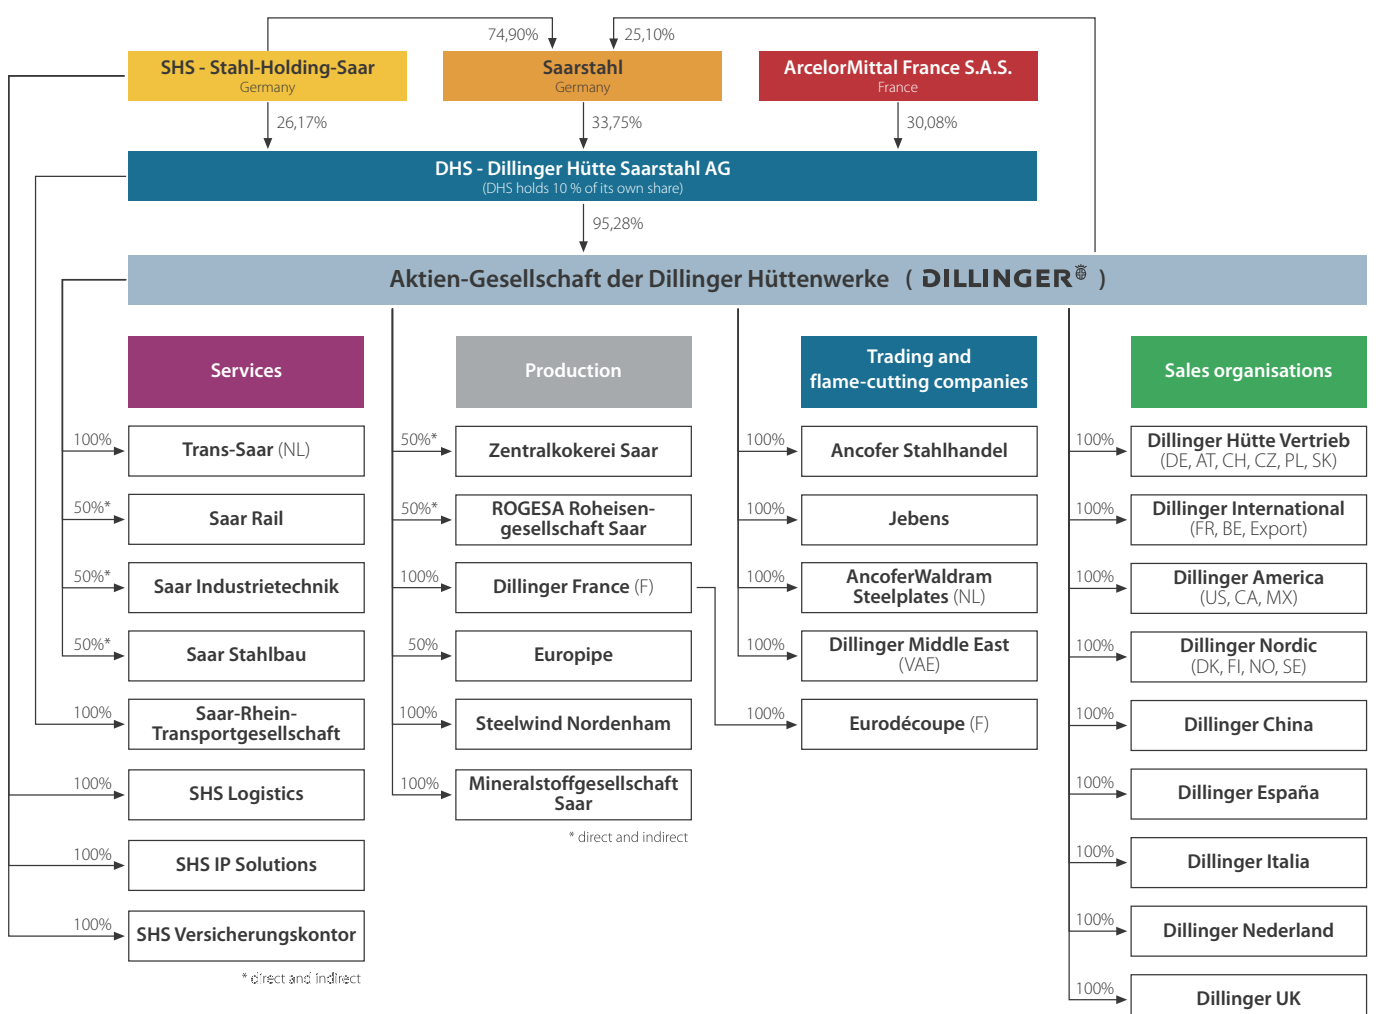 74,90%
25,10%
SHS - Stahl-Holding-Saar
Germany
Saarstahl
Germany
ArcelorMittal France S.A.S.
France
26,17%
33,75%
30,08%
DHS - Dillinger Hütte Saarstahl AG
(DHS holds 10 % of its own share)
95,28%
Aktien-Gesellschaft der Dillinger Hüttenwerke ( DILLINGER )
Services
100%
Trans-Saar (NL)
50%*
Saar Rail
50%*
Saar Industrietechnik
50%*
Saar Stahlbau
100%
Saar-Rhein-
Transportgesellschaft
100%
SHS Logistics
100%
SHS IP Solutions
100%
SHS Versicherungskontor
* direct and indirect
Production
50%*
Zentralkokerei Saar
50%*
ROGESA Roheisen-
gesellschaft Saar
100%
Dillinger France (F)
50%
Europipe
100%
Steelwind Nordenham
100%
Mineralstoffgesellschaft
Saar
* direct and indirect
Trading and
flame-cutting companies
100%
Ancofer Stahlhandel
100%
Jebens
100%
AncoferWaldram
Steelplates (NL)
100%
Dillinger Middle East
(VAE)
100%
Eurodécoupe (F)
Sales organisations
100%
Dillinger Hütte Vertrieb
(DE, AT, CH, CZ, PL, SK)
100%
Dillinger International
(FR, BE, Export)
100%
Dillinger America
(US, CA, MX)
100%
Dillinger Nordic
(DK, FI, NO, SE)
100%
Dillinger China
100%
Dillinger España
100%
Dillinger Italia
100%
Dillinger Nederland
100%
Dillinger UK